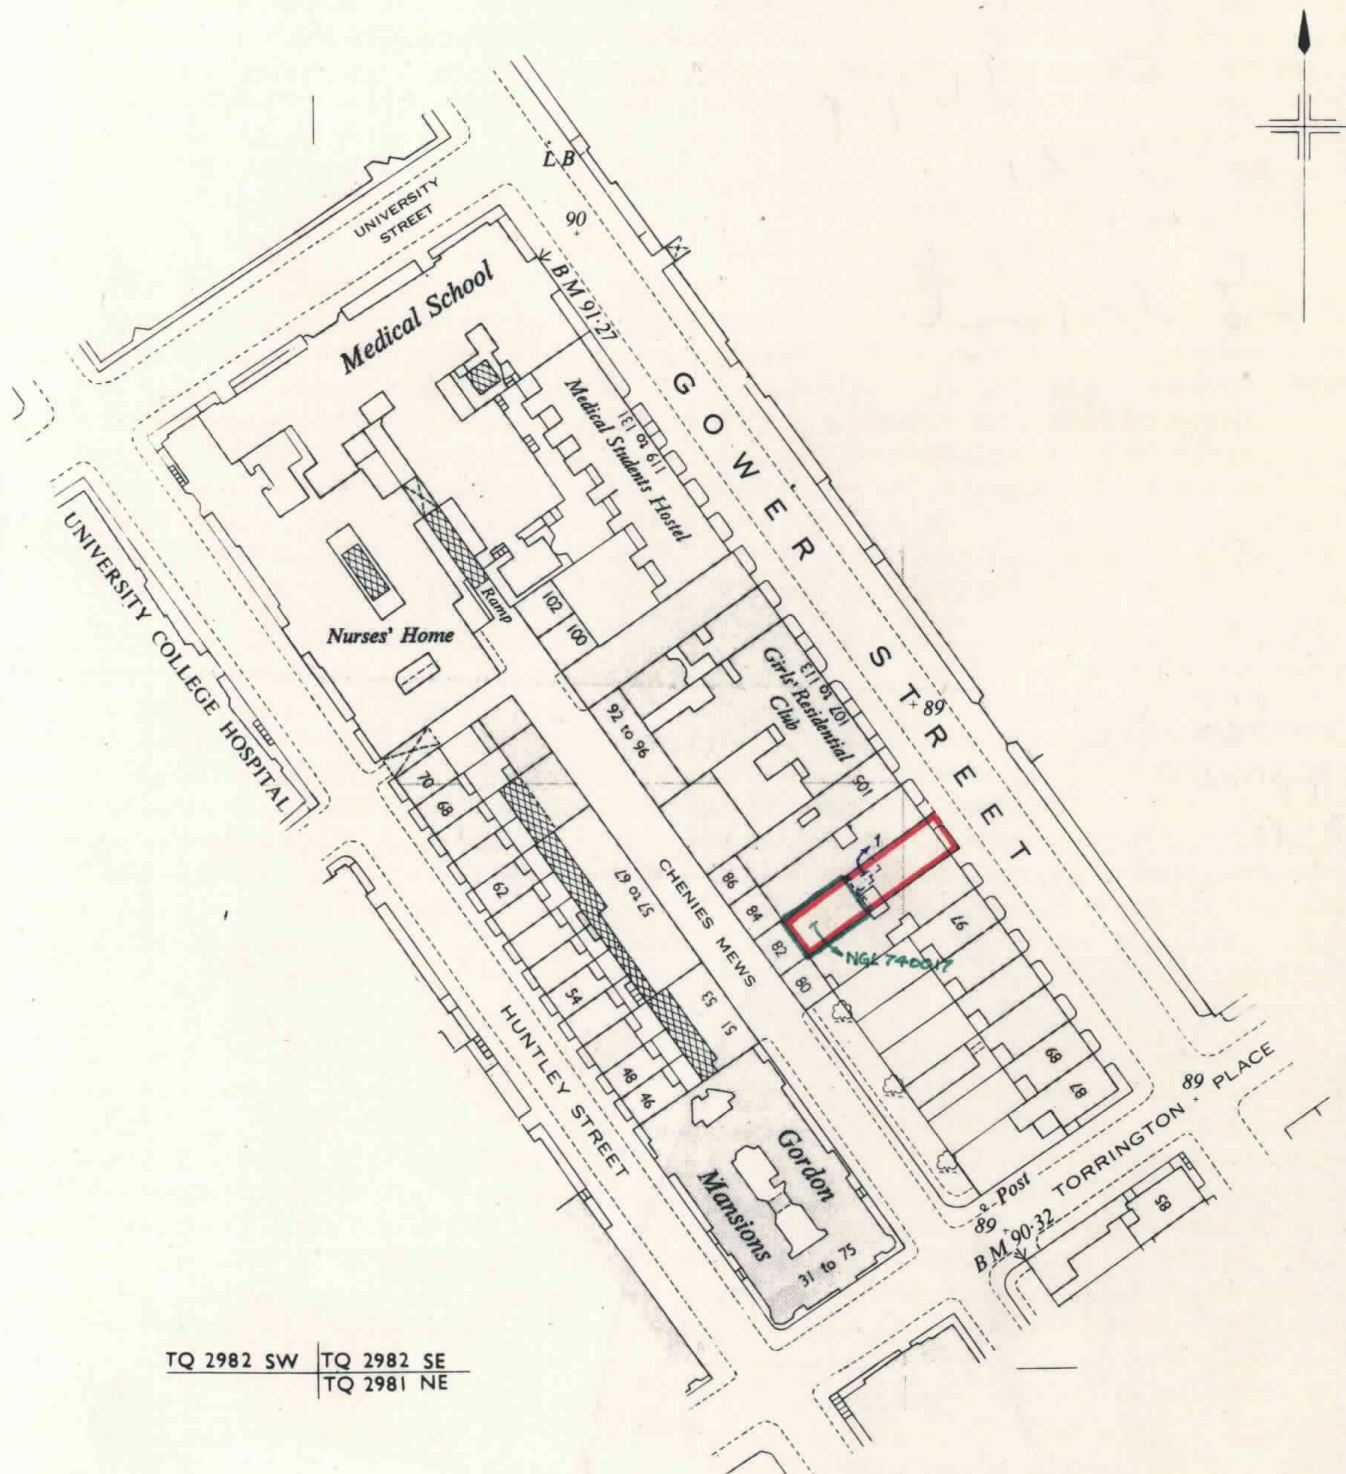 L B
UNIVERSITY
STREET
90
B M 91·27
Medical School
GOWER STREET
119 to 131
Medical Students Hostel
UNIVERSITY COLLEGE HOSPITAL
Nurses' Home
Ramp
102
100
107 to 113
Girls' Residential
Club
89
92 to 96
105
70
68
62
54
48
46
57 to 67
53
51
CHENIES MEWS
86
84
82
80
97
NGL 740017
HUNTLEY STREET
89
87
89
TORRINGTON PLACE
Post
89
B M 90·32
85
Gordon
Mansions
31 to 75
TQ 2982 SW
TQ 2982 SE
TQ 2981 NE